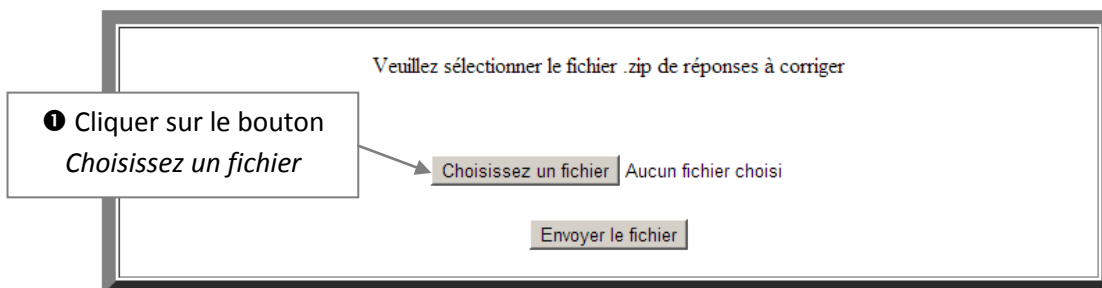 Veuillez sélectionner le fichier .zip de réponses à corriger
❶ Cliquer sur le bouton
Choisissez un fichier
Choisissez un fichier Aucun fichier choisi
Envoyer le fichier